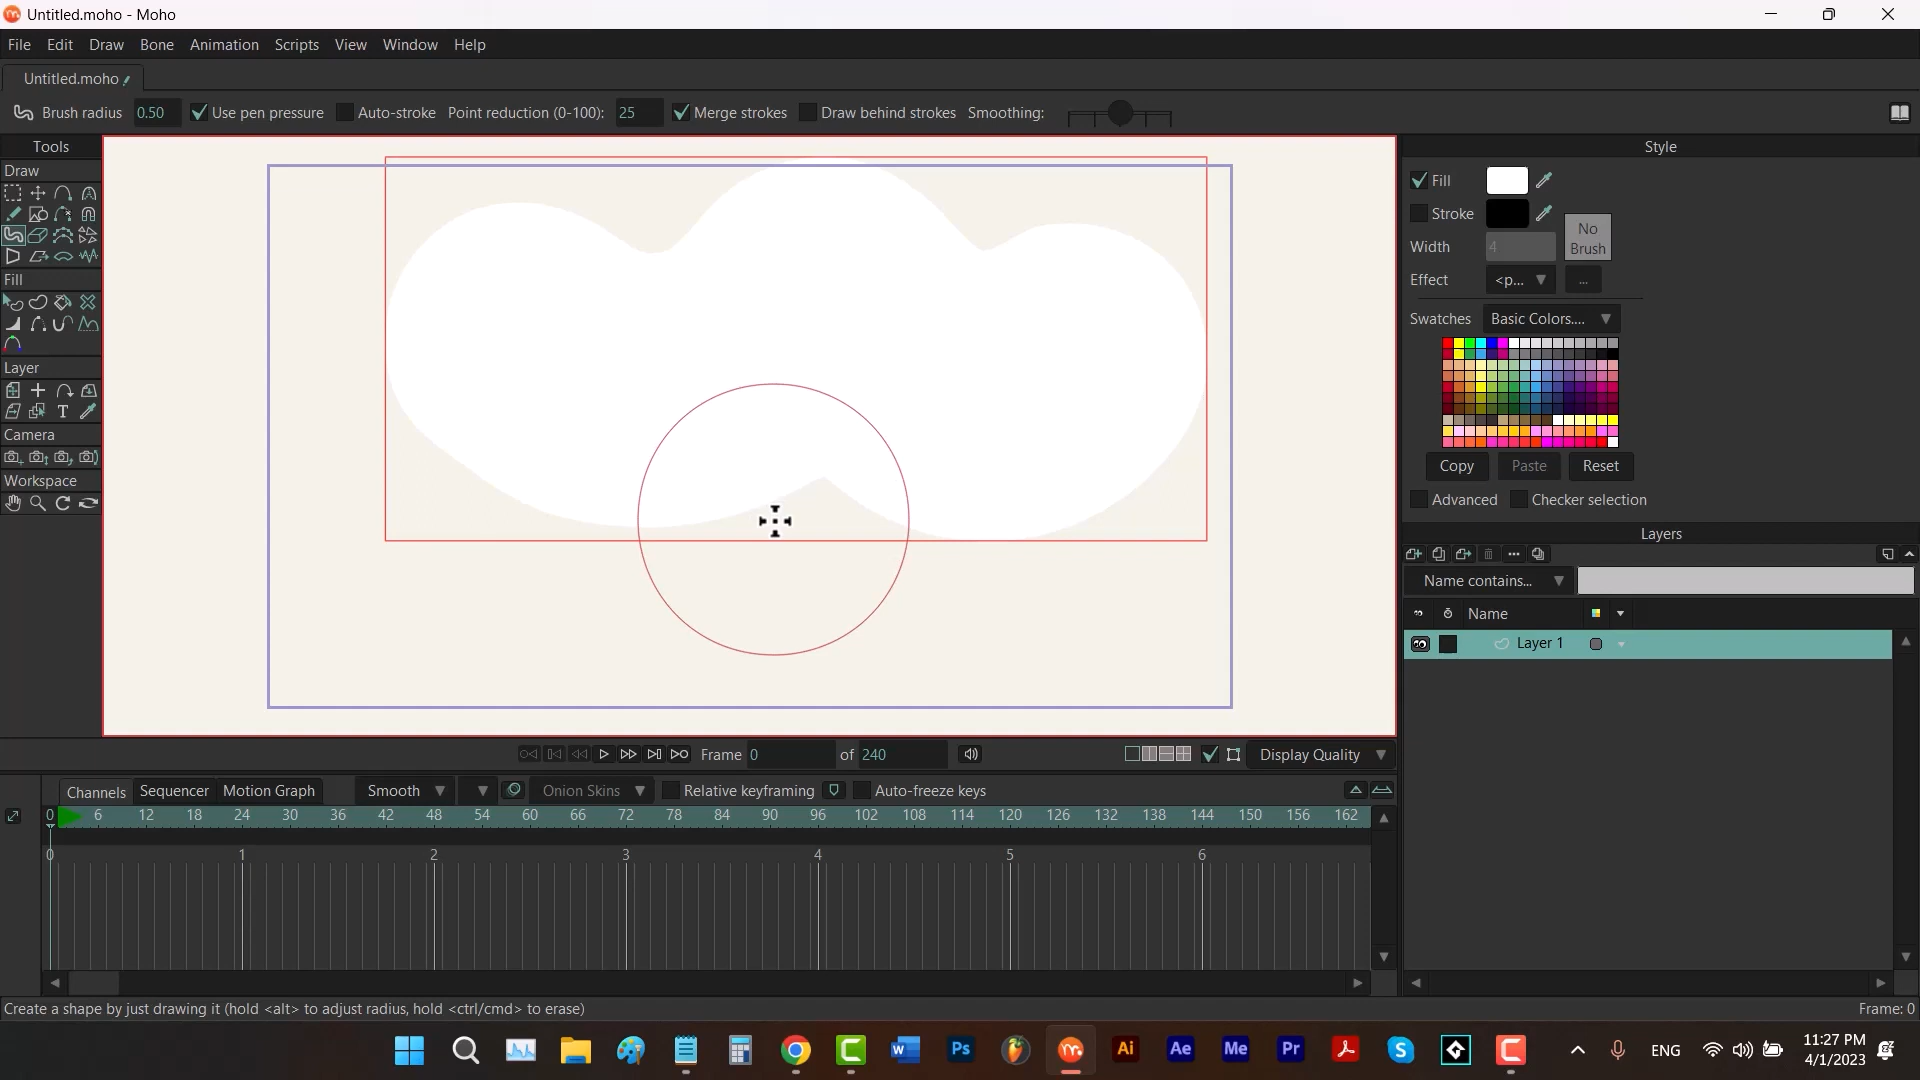 Untitled.moho - Moho
File Edit Draw Bone Animation Scripts View Window Help
Untitled.moho
Brush radius 0.50 Use pen pressure Auto-stroke Point reduction (0-100): 25 Merge strokes Draw behind strokes Smoothing:
Tools
Draw
Fill
Layer
T
Camera
Workspace
Style
Fill
Stroke
No
Brush
Width 4
Effect <p... ...
Swatches Basic Colors....
Copy Paste Reset
Advanced Checker selection
Layers
Name contains...
Name
Layer 1
Frame 0 of 240 Display Quality
Channels Sequencer Motion Graph Smooth Onion Skins Relative keyframing Auto-freeze keys
0 6 12 18 24 30 36 42 48 54 60 66 72 78 84 90 96 102 108 114 120 126 132 138 144 150 156 162
0 1 2 3 4 5 6
Create a shape by just drawing it (hold <alt> to adjust radius, hold <ctrl/cmd> to erase) Frame: 0
W Ps Ai Ae Me Pr S C ENG 11:27 PM
4/1/2023